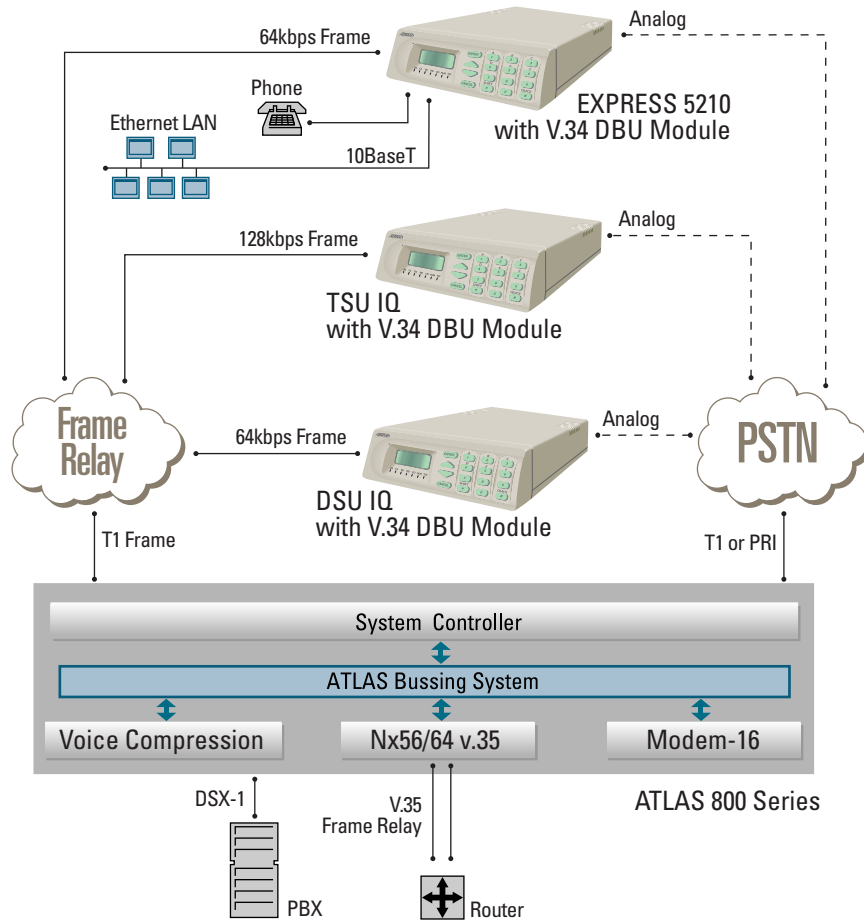 64kbps Frame
Analog
Phone
EXPRESS 5210
with V.34 DBU Module
Ethernet LAN
10BaseT
128kbps Frame
Analog
TSU IQ
with V.34 DBU Module
Frame
Relay
64kbps Frame
Analog
PSTN
DSU IQ
with V.34 DBU Module
T1 Frame
T1 or PRI
System Controller
ATLAS Bussing System
Voice Compression
Nx56/64 v.35
Modem-16
DSX-1
V.35
Frame Relay
ATLAS 800 Series
PBX
Router